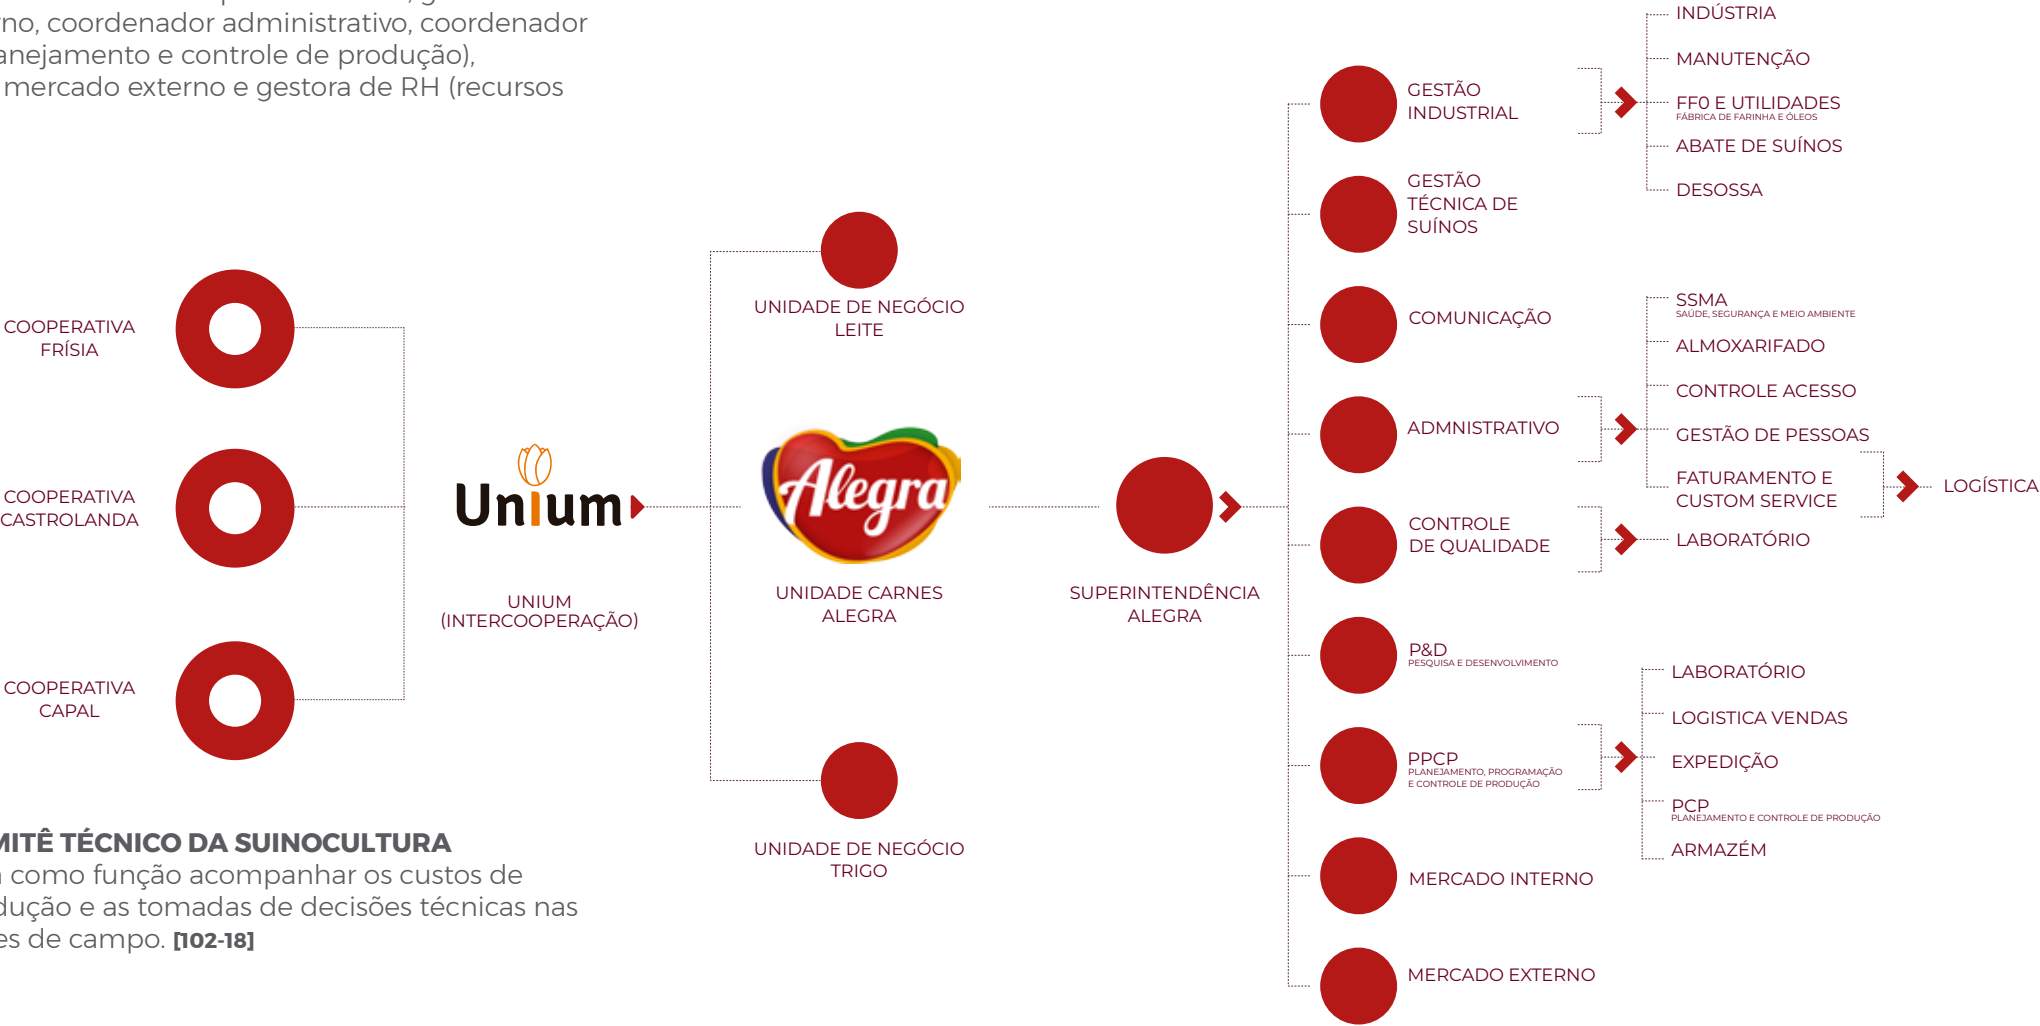 rno, coordenador administrativo, coordenador
anejamento e controle de produção),
mercado externo e gestora de RH (recursos
COOPERATIVA
FRÍSIA
COOPERATIVA
CASTROLANDA
COOPERATIVA
CAPAL
Unium
UNIUM
(INTERCOOPERAÇÃO)
UNIDADE DE NEGÓCIO
LEITE
Alegra
UNIDADE CARNES
ALEGRA
UNIDADE DE NEGÓCIO
TRIGO
SUPERINTENDÊNCIA
ALEGRA
GESTÃO
INDUSTRIAL
GESTÃO
TÉCNICA DE
SUÍNOS
COMUNICAÇÃO
ADMNISTRATIVO
CONTROLE
DE QUALIDADE
P&D
PESQUISA E DESENVOLVIMENTO
PPCP
PLANEJAMENTO, PROGRAMAÇÃO
E CONTROLE DE PRODUÇÃO
MERCADO INTERNO
MERCADO EXTERNO
INDÚSTRIA
MANUTENÇÃO
FF0 E UTILIDADES
FÁBRICA DE FARINHA E ÓLEOS
ABATE DE SUÍNOS
DESOSSA
SSMA
SAÚDE, SEGURANÇA E MEIO AMBIENTE
ALMOXARIFADO
CONTROLE ACESSO
GESTÃO DE PESSOAS
FATURAMENTO E
CUSTOM SERVICE
LOGÍSTICA
LABORATÓRIO
LABORATÓRIO
LOGISTICA VENDAS
EXPEDIÇÃO
PCP
PLANEJAMENTO E CONTROLE DE PRODUÇÃO
ARMAZÉM
MITÊ TÉCNICO DA SUINOCULTURA
como função acompanhar os custos de
dução e as tomadas de decisões técnicas nas
es de campo. [102-18]